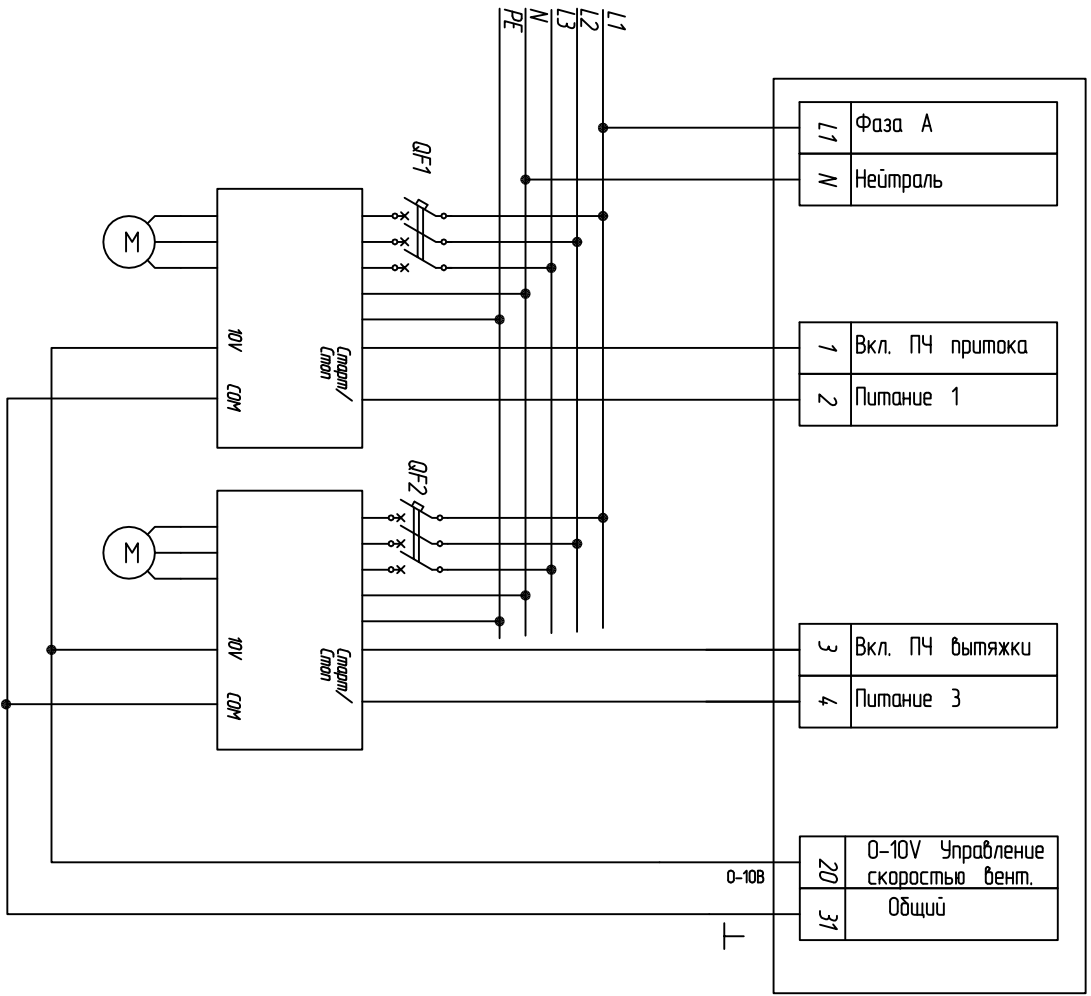 L1
L2
L3
N
PE
L1
Фаза А
N
Нейтраль
QF1
M
10V
COM
Старт/
Стоп
1
Вкл. ПЧ притока
2
Питание 1
QF2
M
10V
COM
Старт/
Стоп
3
Вкл. ПЧ вытяжки
4
Питание 3
20
0-10V Управление
скоростью вент.
0-10В
31
Общий